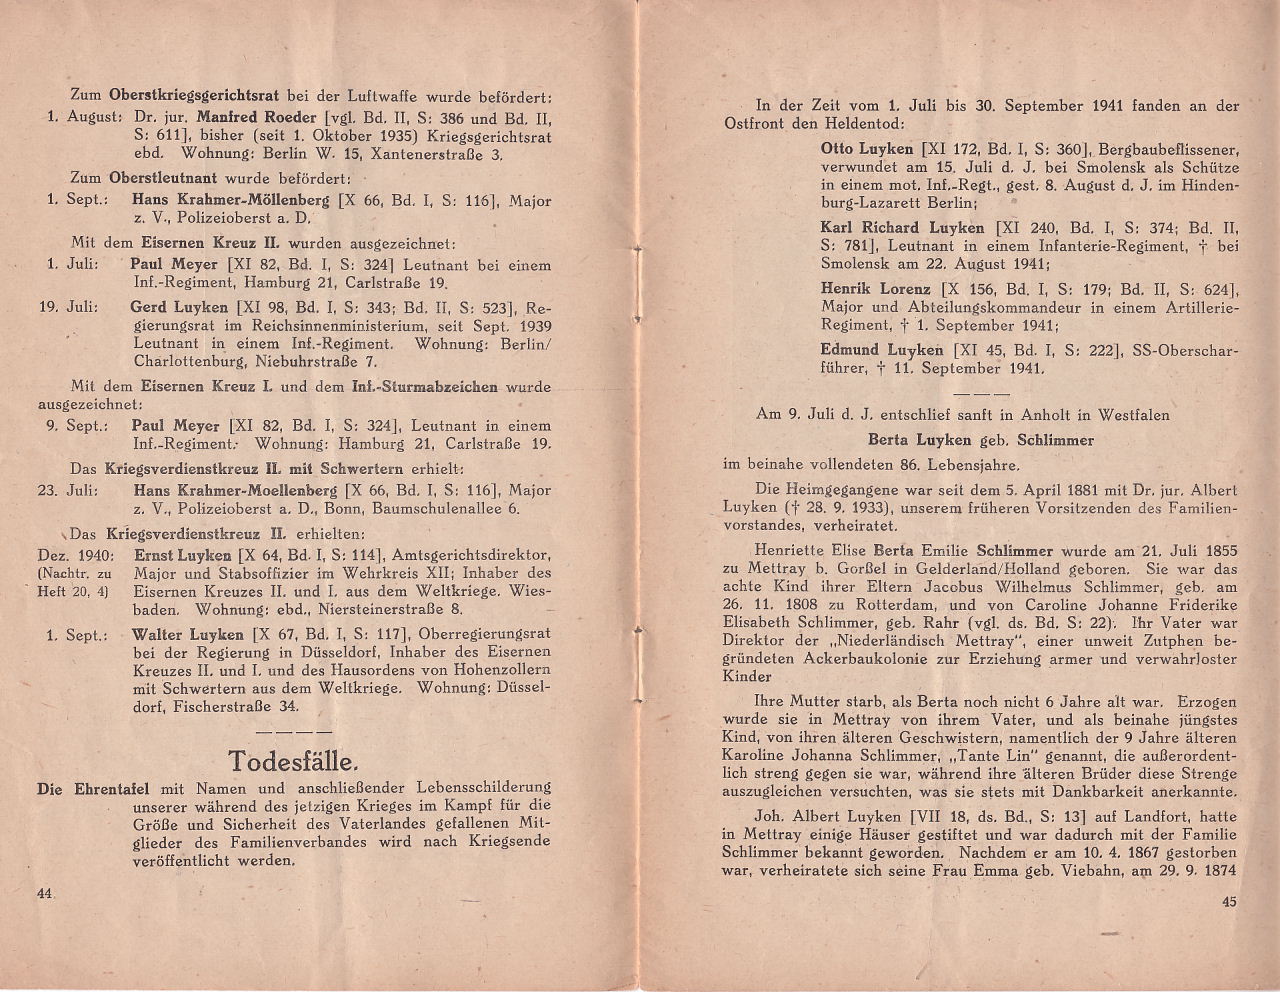 Zum Oberstkriegsgerichtsrat bei der Luftwaffe wurde befördert:
1. August: Dr. jur. Manfred Roeder [vgl. Bd. II, S: 386 und Bd. II,
S: 611], bisher (seit 1. Oktober 1935) Kriegsgerichtsrat
ebd. Wohnung: Berlin W. 15, Xantenerstraße 3.
Zum Oberstleutnant wurde befördert:
1. Sept.: Hans Krahmer-Möllenberg [X 66, Bd. I, S: 116], Major
z. V., Polizeioberst a. D.
Mit dem Eisernen Kreuz II. wurden ausgezeichnet:
1. Juli: Paul Meyer [XI 82, Bd. I, S: 324] Leutnant bei einem
Inf.-Regiment, Hamburg 21, Carlstraße 19.
19. Juli: Gerd Luyken [XI 98, Bd. I, S: 343; Bd. II, S: 523], Re-
gierungsrat im Reichsinnenministerium, seit Sept. 1939
Leutnant in einem Inf.-Regiment. Wohnung: Berlin/
Charlottenburg, Niebuhrstraße 7.
Mit dem Eisernen Kreuz I. und dem Inf.-Sturmabzeichen wurde
ausgezeichnet:
9. Sept.: Paul Meyer [XI 82, Bd. I, S: 324], Leutnant in einem
Inf.-Regiment. Wohnung: Hamburg 21, Carlstraße 19.
Das Kriegsverdienstkreuz II. mit Schwertern erhielt:
23. Juli: Hans Krahmer-Moellenberg [X 66, Bd. I, S: 116], Major
z. V., Polizeioberst a. D., Bonn, Baumschulenallee 6.
Das Kriegsverdienstkreuz II. erhielten:
Dez. 1940: Ernst Luyken [X 64, Bd. I, S: 114], Amtsgerichtsdirektor,
(Nachtr. zu Major und Stabsoffizier im Wehrkreis XII; Inhaber des
Heft 20, 4) Eisernen Kreuzes II. und I. aus dem Weltkriege. Wies-
baden. Wohnung: ebd., Niersteinerstraße 8.
1. Sept.: Walter Luyken [X 67, Bd. I, S: 117], Oberregierungsrat
bei der Regierung in Düsseldorf, Inhaber des Eisernen
Kreuzes II. und I. und des Hausordens von Hohenzollern
mit Schwertern aus dem Weltkriege. Wohnung: Düssel-
dorf, Fischerstraße 34.
Todesfälle.
Die Ehrentafel mit Namen und anschließender Lebensschilderung
unserer während des jetzigen Krieges im Kampf für die
Größe und Sicherheit des Vaterlandes gefallenen Mit-
glieder des Familienverbandes wird nach Kriegsende
veröffentlicht werden.
44
In der Zeit vom 1. Juli bis 30. September 1941 fanden an der
Ostfront den Heldentod:
Otto Luyken [XI 172, Bd. I, S: 360], Bergbaubeflissener,
verwundet am 15. Juli d. J. bei Smolensk als Schütze
in einem mot. Inf.-Regt., gest. 8. August d. J. im Hinden-
burg-Lazarett Berlin;
Karl Richard Luyken [XI 240, Bd. I, S: 374; Bd. II,
S: 781], Leutnant in einem Infanterie-Regiment, † bei
Smolensk am 22. August 1941;
Henrik Lorenz [X 156, Bd. I, S: 179; Bd. II, S: 624],
Major und Abteilungskommandeur in einem Artillerie-
Regiment, † 1. September 1941;
Edmund Luyken [XI 45, Bd. I, S: 222], SS-Oberschar-
führer, † 11. September 1941.
Am 9. Juli d. J. entschlief sanft in Anholt in Westfalen
Berta Luyken geb. Schlimmer
im beinahe vollendeten 86. Lebensjahre.
Die Heimgegangene war seit dem 5. April 1881 mit Dr. jur. Albert
Luyken († 28. 9. 1933), unserem früheren Vorsitzenden des Familien-
vorstandes, verheiratet.
Henriette Elise Berta Emilie Schlimmer wurde am 21. Juli 1855
zu Mettray b. Gorßel in Gelderland/Holland geboren. Sie war das
achte Kind ihrer Eltern Jacobus Wilhelmus Schlimmer, geb. am
26. 11. 1808 zu Rotterdam, und von Caroline Johanne Friderike
Elisabeth Schlimmer, geb. Rahr (vgl. ds. Bd. S: 22). Ihr Vater war
Direktor der „Niederländisch Mettray“, einer unweit Zutphen be-
gründeten Ackerbaukolonie zur Erziehung armer und verwahrloster
Kinder
Ihre Mutter starb, als Berta noch nicht 6 Jahre alt war. Erzogen
wurde sie in Mettray von ihrem Vater, und als beinahe jüngstes
Kind, von ihren älteren Geschwistern, namentlich der 9 Jahre älteren
Karoline Johanna Schlimmer, „Tante Lin“ genannt, die außerordent-
lich streng gegen sie war, während ihre älteren Brüder diese Strenge
auszugleichen versuchten, was sie stets mit Dankbarkeit anerkannte.
Joh. Albert Luyken [VII 18, ds. Bd., S: 13] auf Landfort, hatte
in Mettray einige Häuser gestiftet und war dadurch mit der Familie
Schlimmer bekannt geworden. Nachdem er am 10. 4. 1867 gestorben
war, verheiratete sich seine Frau Emma geb. Viebahn, am 29. 9. 1874
45